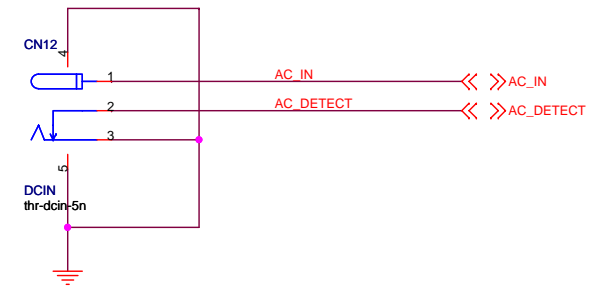 CN12
4
1
AC_IN
AC_IN
2
AC_DETECT
AC_DETECT
3
5
DCIN
thr-dcin-5n